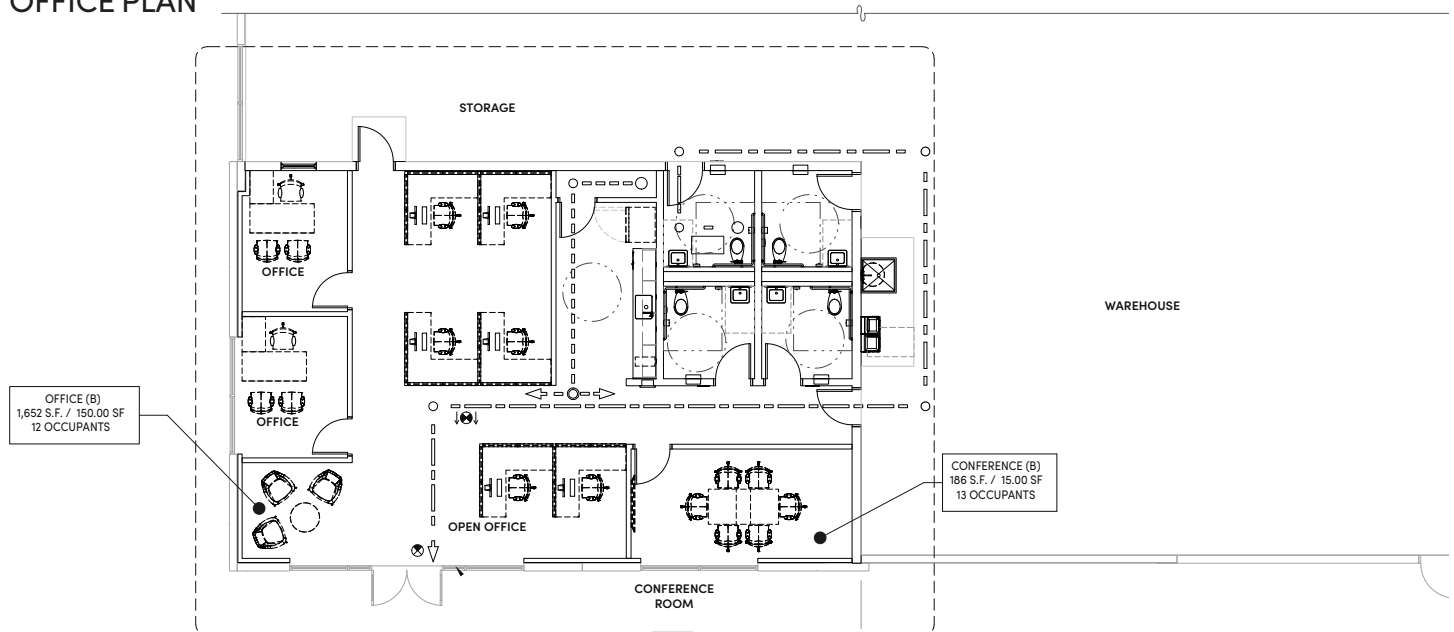 OFFICE PLAN
STORAGE
OFFICE
WAREHOUSE
OFFICE
OFFICE (B)
1,652 S.F. / 150.00 SF
12 OCCUPANTS
CONFERENCE (B)
186 S.F. / 15.00 SF
13 OCCUPANTS
OPEN OFFICE
CONFERENCE
ROOM